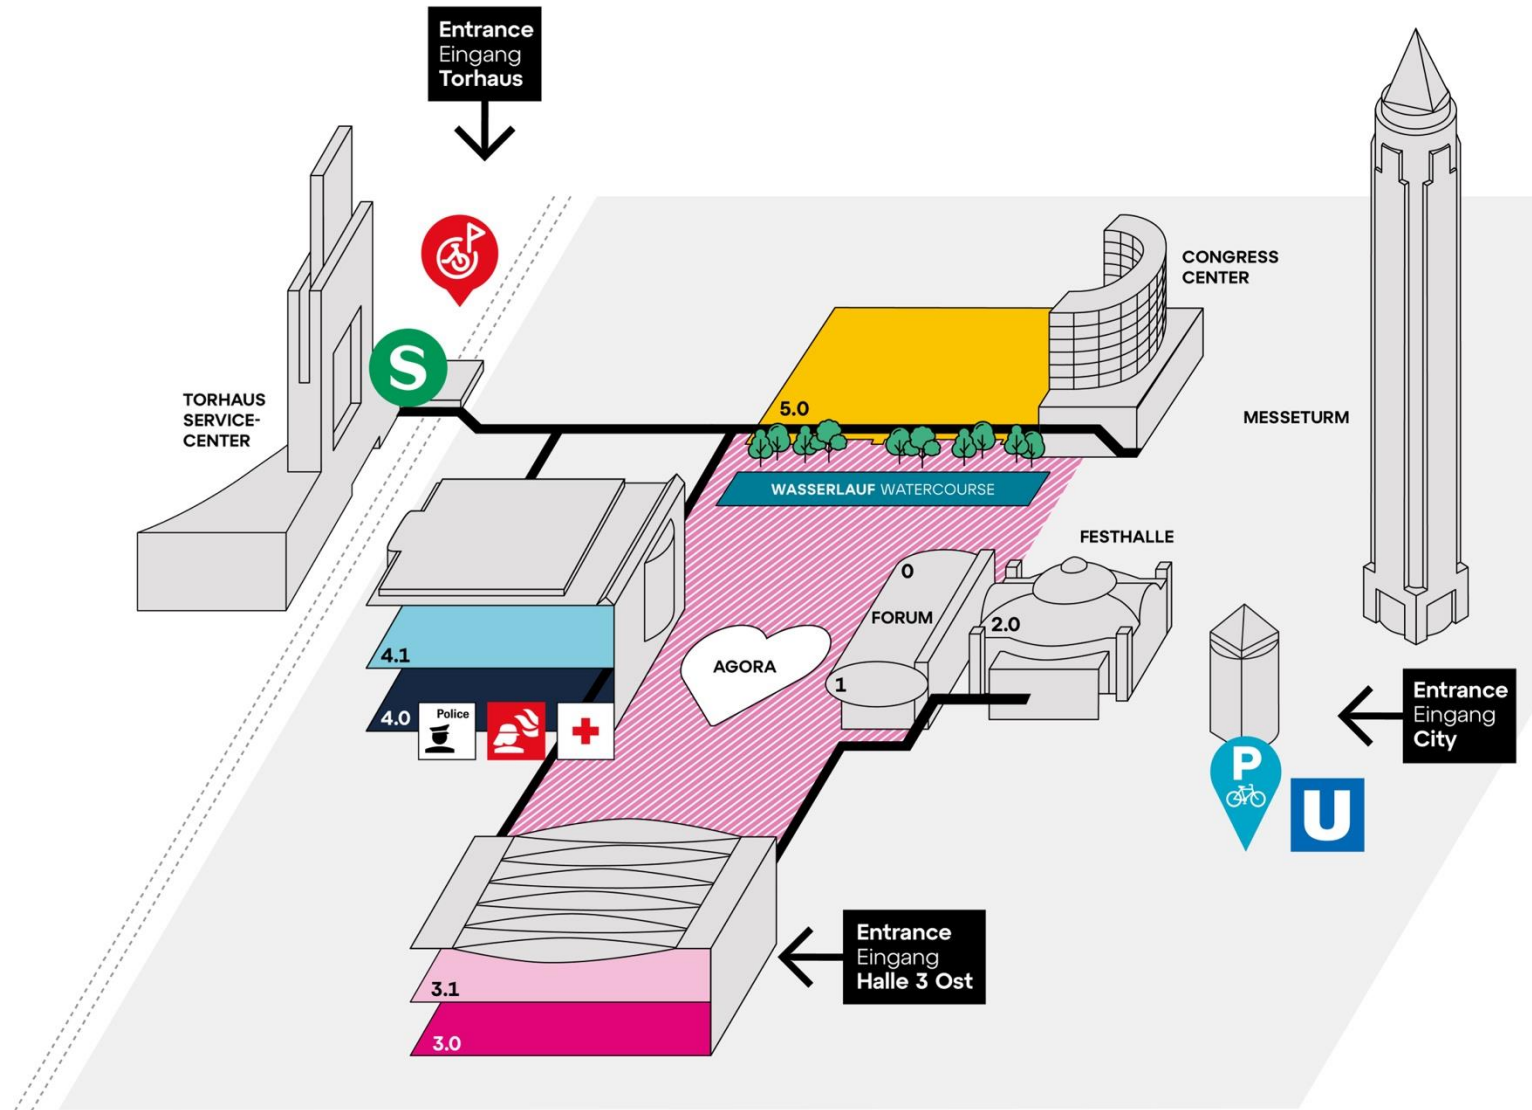 Entrance
Eingang
Torhaus
S
CONGRESS
CENTER
TORHAUS
SERVICE-
CENTER
5.0
MESSETURM
WASSERLAUF WATERCOURSE
FESTHALLE
0
FORUM
2.0
4.1
AGORA
1
4.0
Police
Entrance
Eingang
City
P
U
Entrance
Eingang
Halle 3 Ost
3.1
3.0